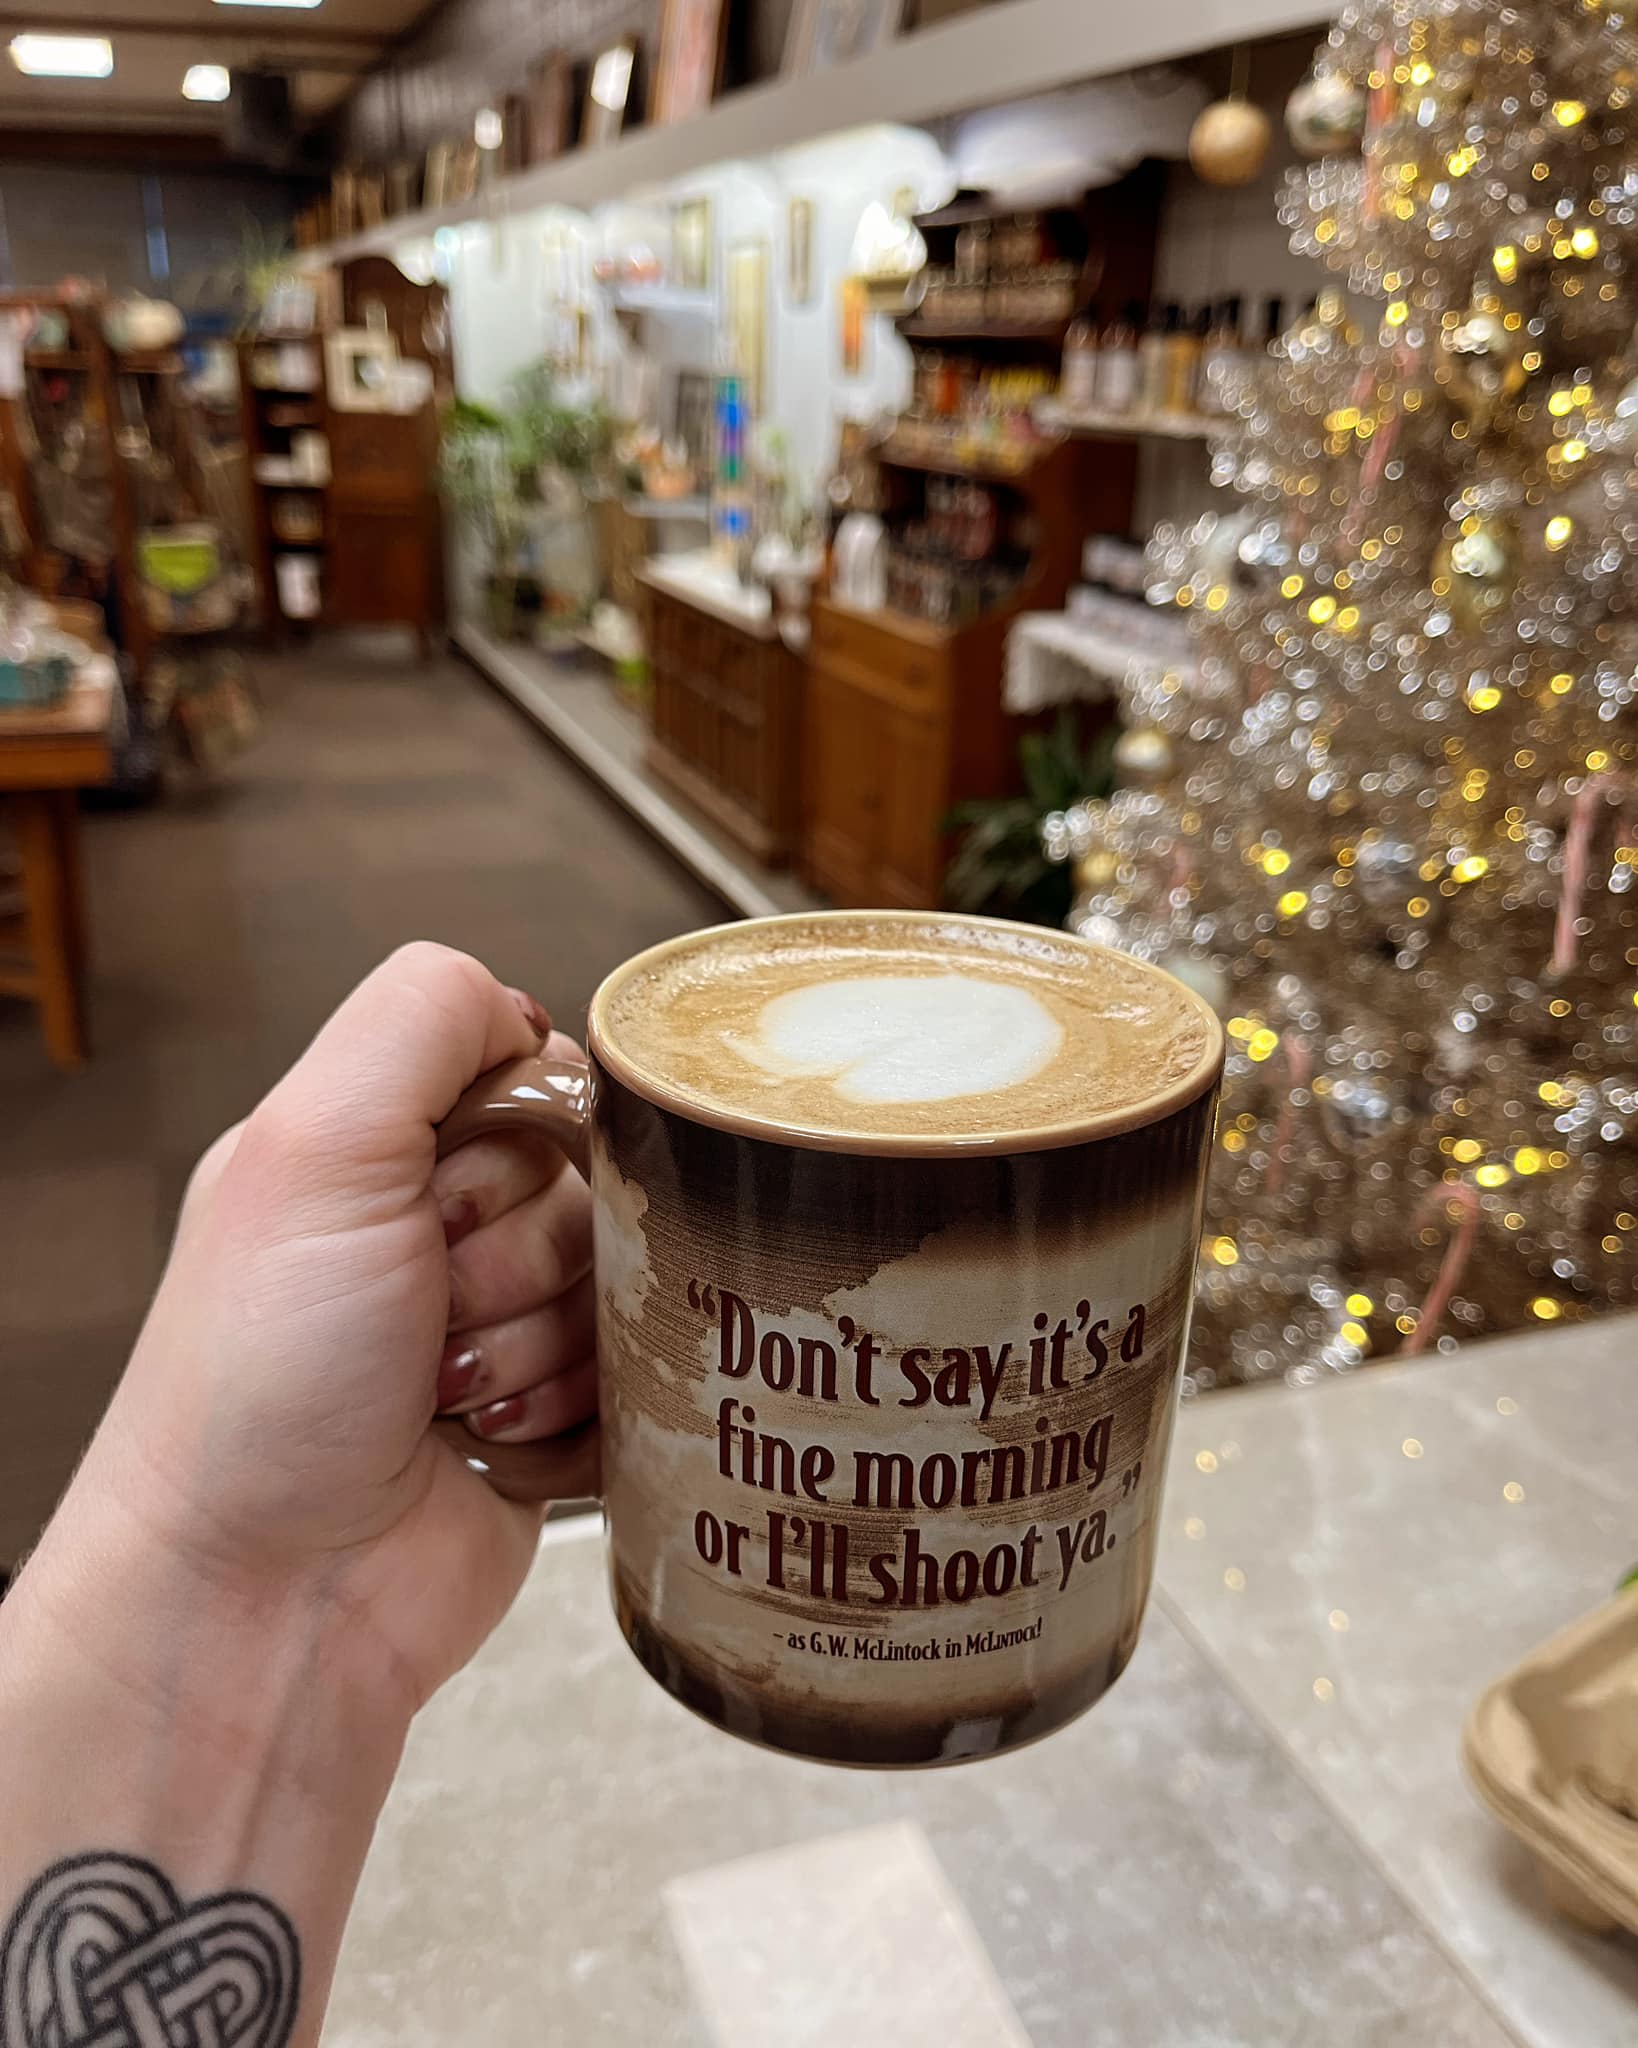 “Don’t say it’s a
fine morning
or I’ll shoot ya.”
– as G.W. McLintock in McLintock!